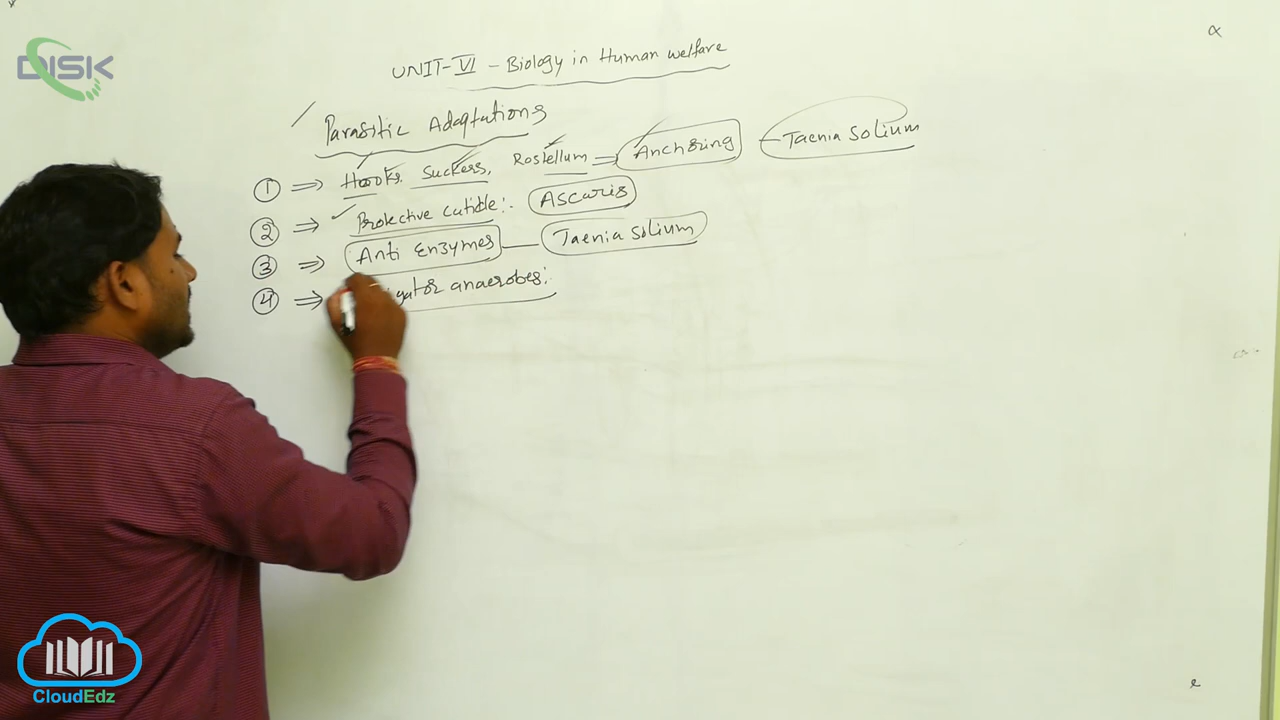 DISK
UNIT-VI - Biology in Human welfare
Parasitic Adaptations
① ⇒ Hooks, Suckers, Rostellum ⇒ Anchoring - Taenia solium
② ⇒ Protective cuticle:- Ascaris
③ ⇒ Anti Enzymes - Taenia solium
④ ⇒ anaerobes:
CloudEdz